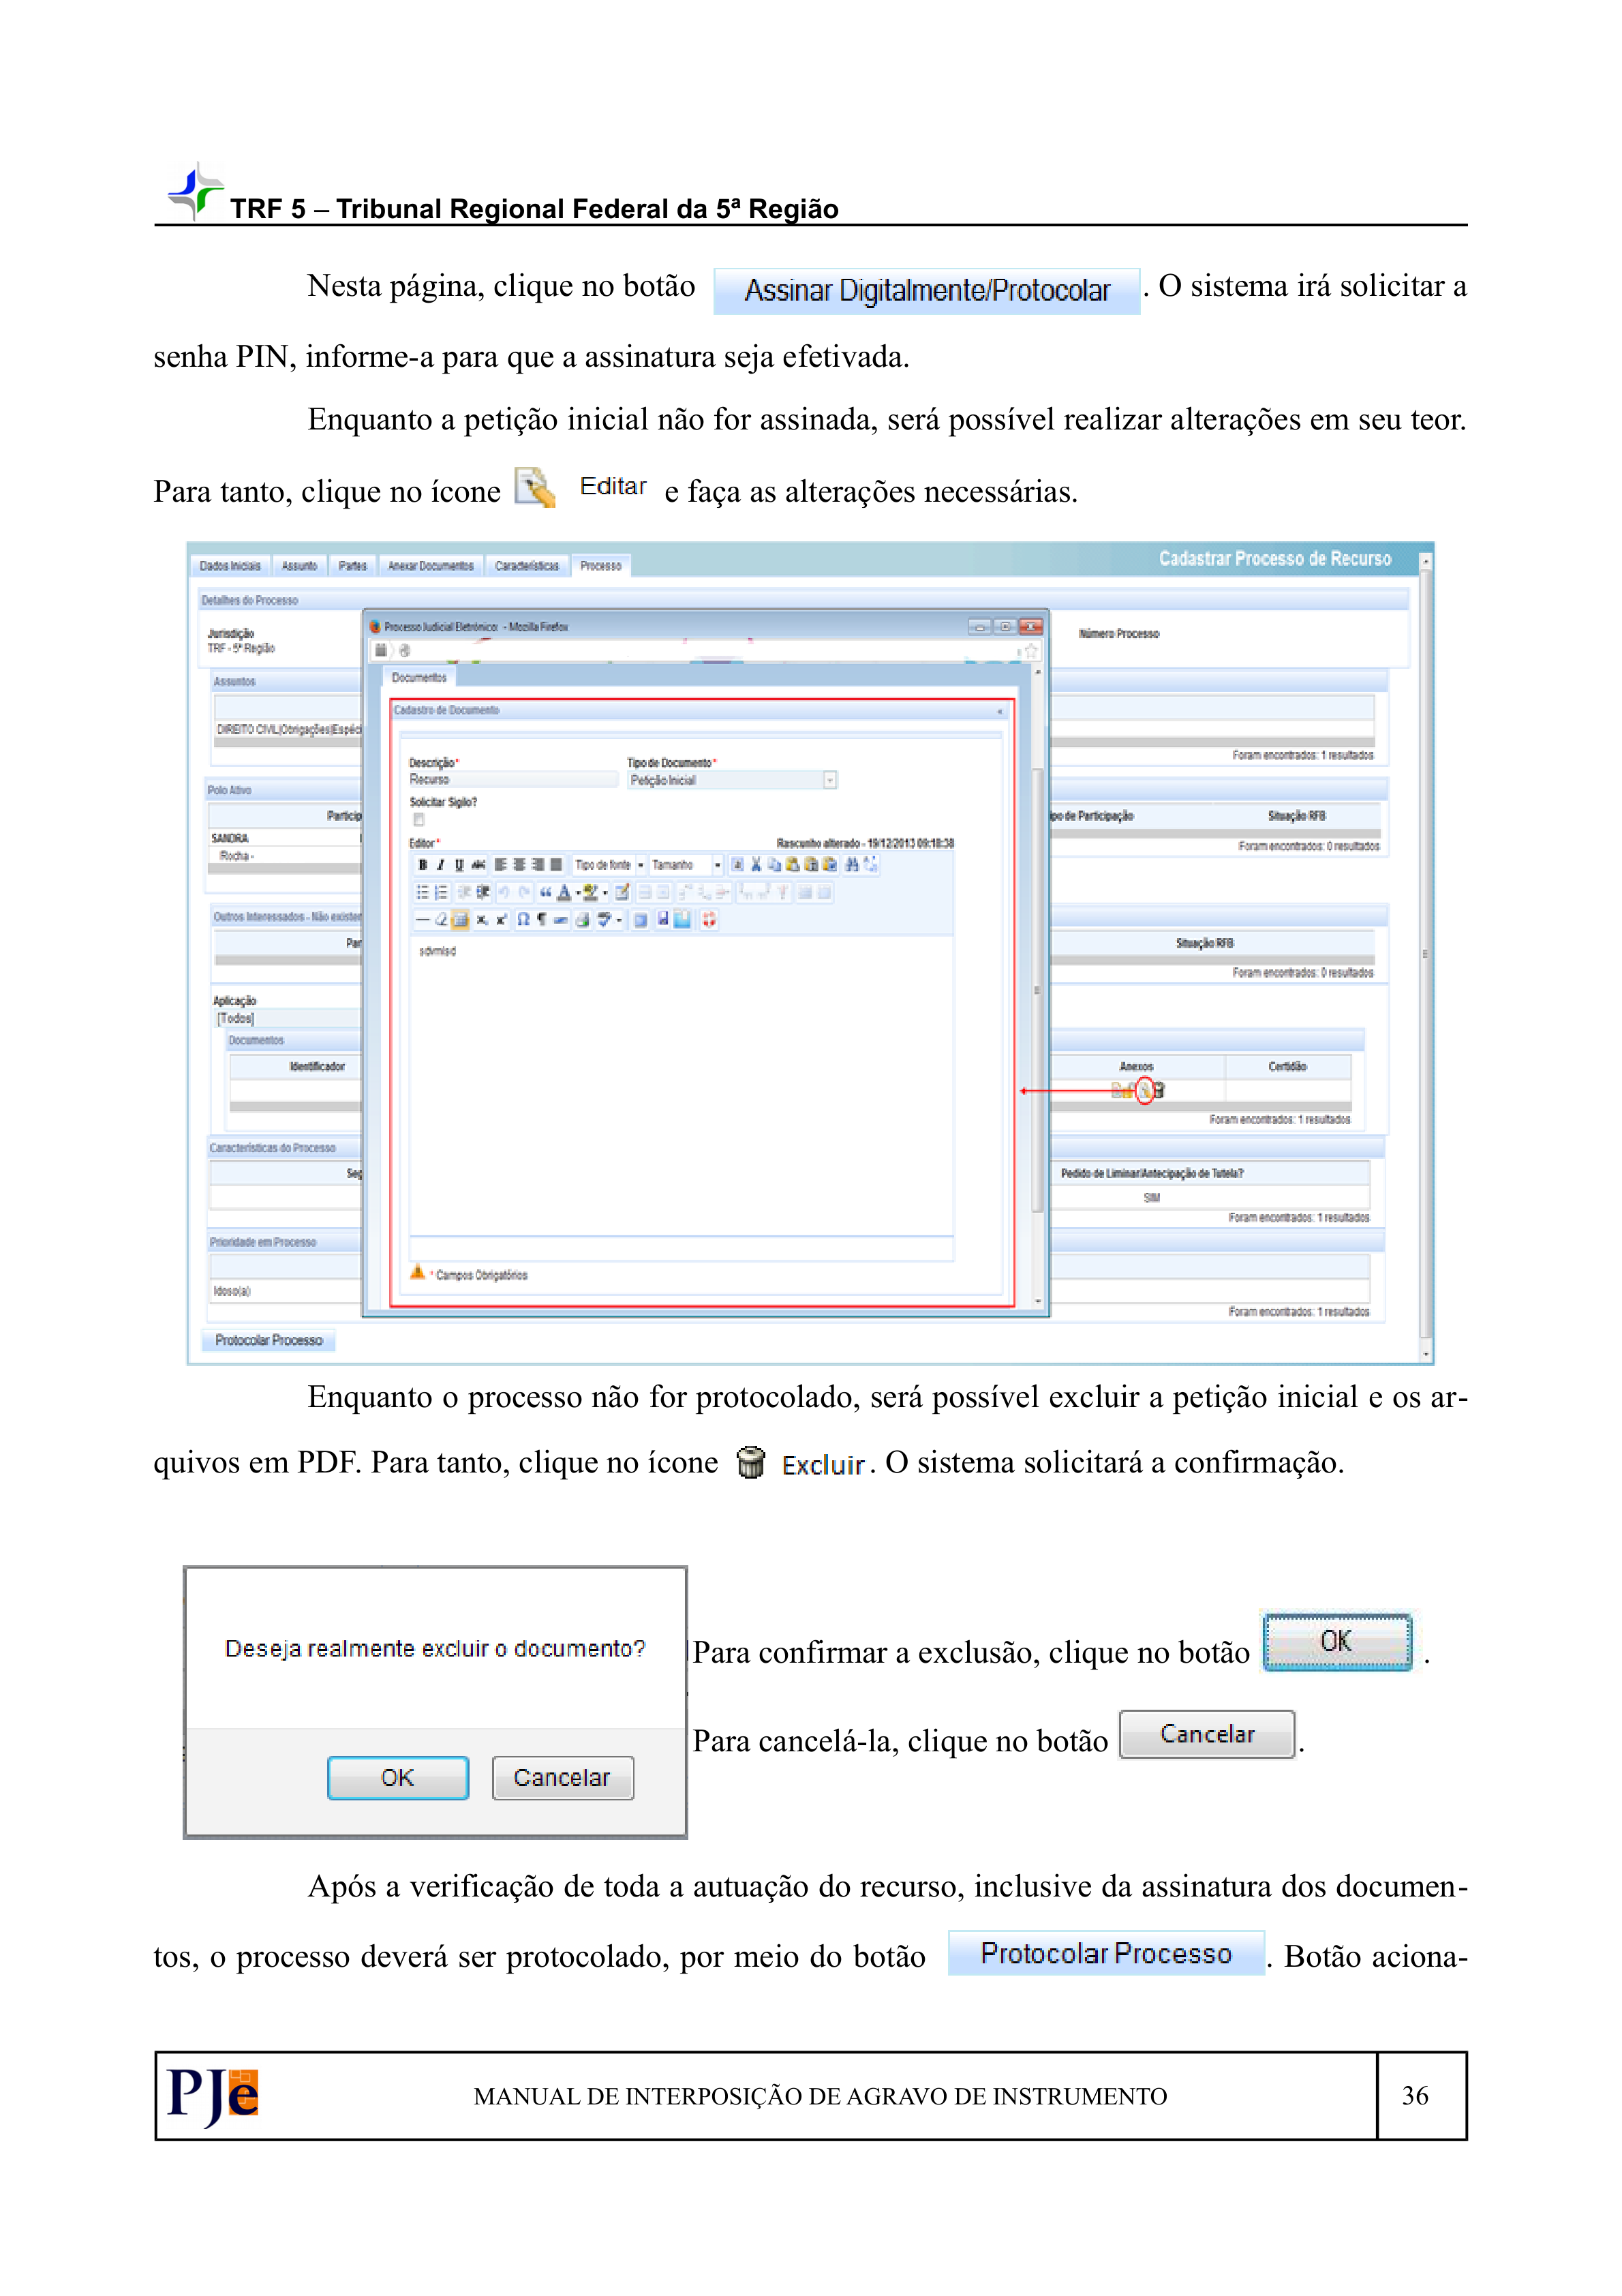 TRF 5 – Tribunal Regional Federal da 5ª Região
Nesta página, clique no botão Assinar Digitalmente/Protocolar . O sistema irá solicitar a
senha PIN, informe-a para que a assinatura seja efetivada.
Enquanto a petição inicial não for assinada, será possível realizar alterações em seu teor.
Para tanto, clique no ícone Editar e faça as alterações necessárias.
Cadastrar Processo de Recurso
Dados Iniciais Assunto Partes Anexar Documentos Características Processo
Detalhes do Processo
Jurisdição
TRF - 5ª Região
Número Processo
Assuntos
DIREITO CIVIL|Obrigações|Espéci
Foram encontrados: 1 resultados
Polo Ativo
Particip
ipo de Participação Situação RFB
SANDRA
Rocha -
Foram encontrados: 0 resultados
Outros Interessados - Não existem
Par
Situação RFB
Foram encontrados: 0 resultados
Aplicação
[Todos]
Documentos
Identificador
Anexos Certidão
Foram encontrados: 1 resultados
Características do Processo
Seg
Pedido de Liminar/Antecipação de Tutela?
SIM
Foram encontrados: 1 resultados
Prioridade em Processo
Idoso(a)
Foram encontrados: 1 resultados
Protocolar Processo
Processo Judicial Eletrônico: - Mozilla Firefox
Documentos
Cadastro de Documento
Descrição* Tipo de Documento*
Recurso Petição Inicial
Solicitar Sigilo?
Editor* Rascunho alterado - 19/12/2013 09:18:38
Tipo de fonte Tamanho
sdvmlsd
* Campos Obrigatórios
Enquanto o processo não for protocolado, será possível excluir a petição inicial e os ar-
quivos em PDF. Para tanto, clique no ícone Excluir . O sistema solicitará a confirmação.
Deseja realmente excluir o documento?
OK Cancelar
Para confirmar a exclusão, clique no botão OK .
Para cancelá-la, clique no botão Cancelar .
Após a verificação de toda a autuação do recurso, inclusive da assinatura dos documen-
tos, o processo deverá ser protocolado, por meio do botão Protocolar Processo . Botão aciona-
PJe
MANUAL DE INTERPOSIÇÃO DE AGRAVO DE INSTRUMENTO
36